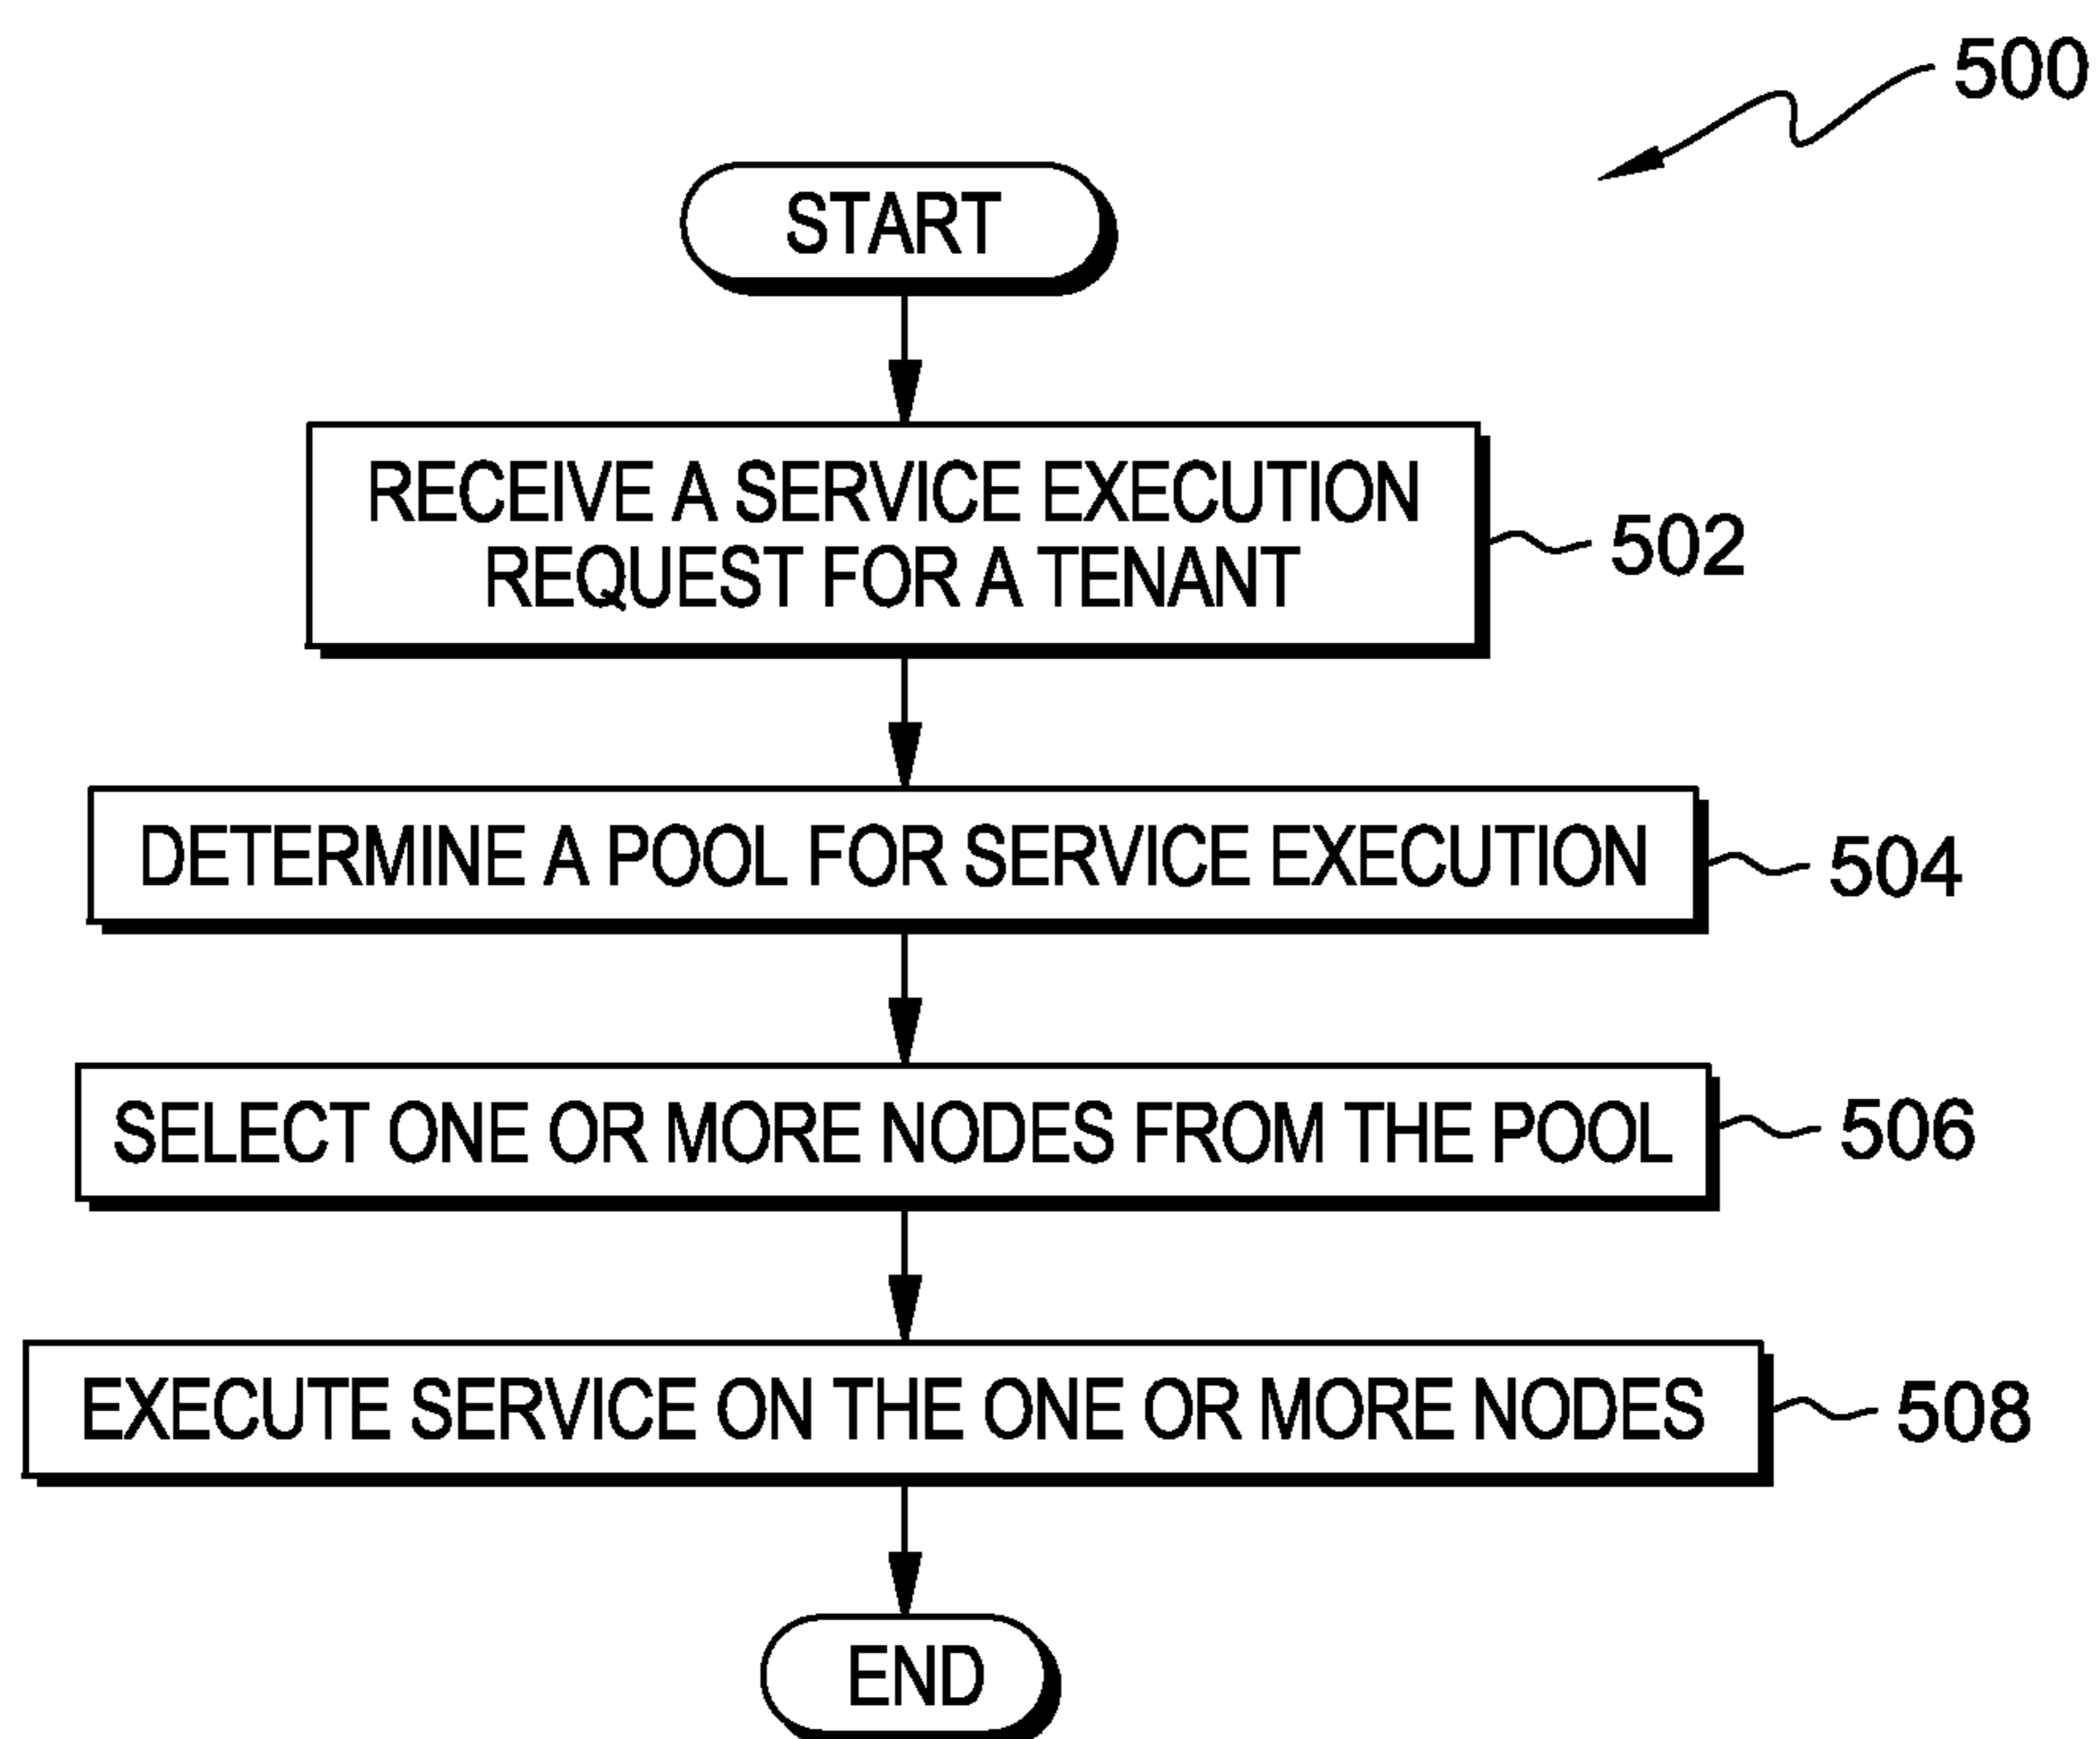 500
START
RECEIVE A SERVICE EXECUTION
REQUEST FOR A TENANT
502
DETERMINE A POOL FOR SERVICE EXECUTION
504
SELECT ONE OR MORE NODES FROM THE POOL
506
EXECUTE SERVICE ON THE ONE OR MORE NODES
508
END